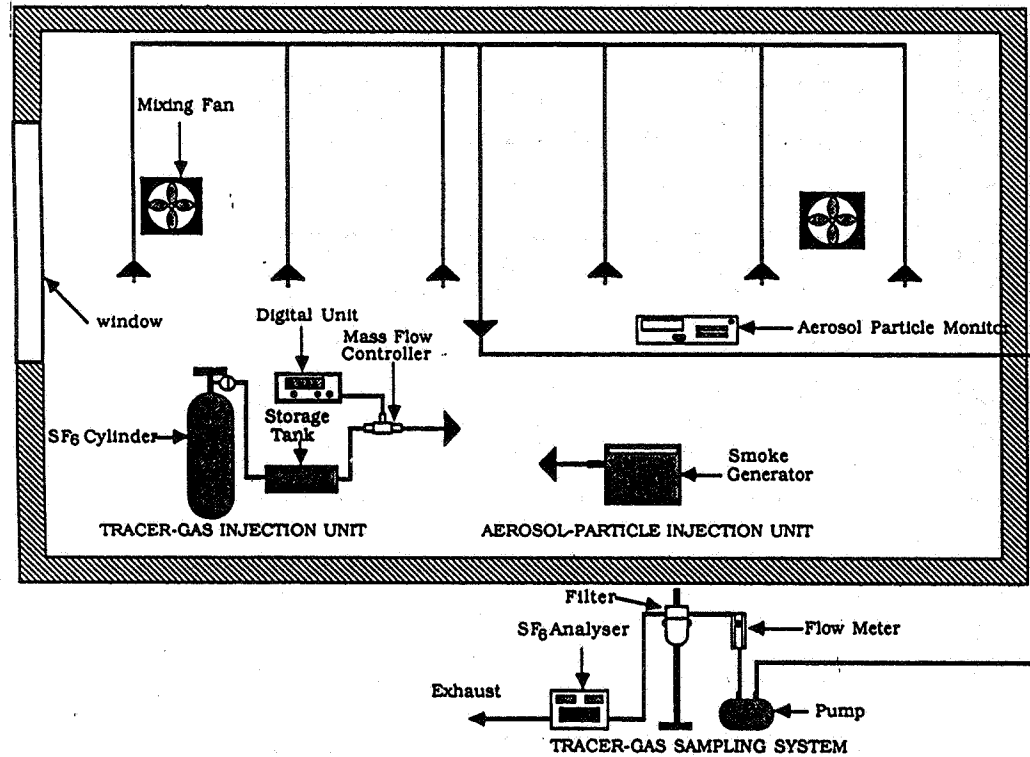 Mixing Fan
window
Digital Unit
Mass Flow
Controller
Aerosol Particle Monitor
Storage
Tank
SF6 Cylinder
Smoke
Generator
TRACER-GAS INJECTION UNIT
AEROSOL-PARTICLE INJECTION UNIT
Filter
SF6 Analyser
Flow Meter
Exhaust
Pump
TRACER-GAS SAMPLING SYSTEM